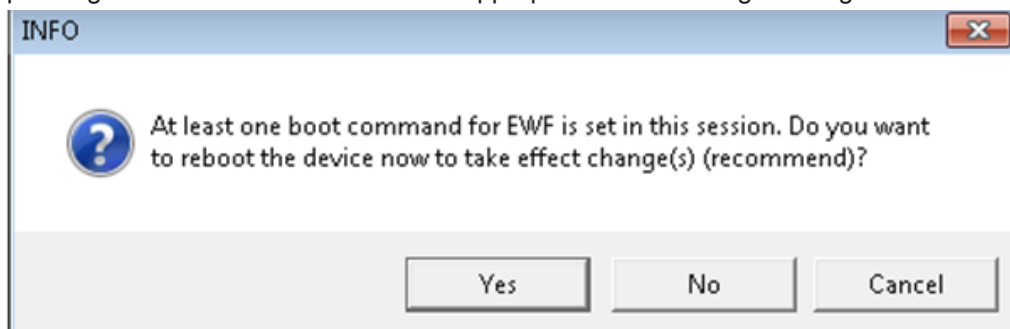 INFO
At least one boot command for EWF is set in this session. Do you want
to reboot the device now to take effect change(s) (recommend)?
Yes
No
Cancel